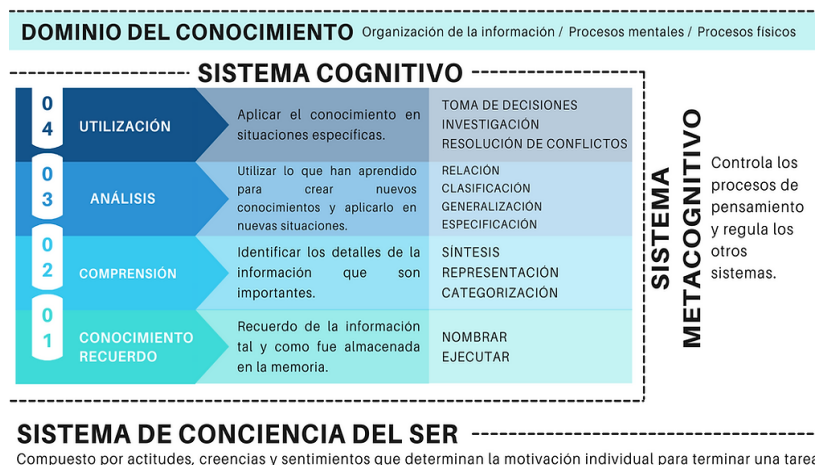 DOMINIO DEL CONOCIMIENTO Organización de la información / Procesos mentales / Procesos físicos
SISTEMA COGNITIVO
04
UTILIZACIÓN
Aplicar el conocimiento en
situaciones específicas.
TOMA DE DECISIONES
INVESTIGACIÓN
RESOLUCIÓN DE CONFLICTOS
03
ANÁLISIS
Utilizar lo que han aprendido
para crear nuevos
conocimientos y aplicarlo en
nuevas situaciones.
RELACIÓN
CLASIFICACIÓN
GENERALIZACIÓN
ESPECIFICACIÓN
02
COMPRENSIÓN
Identificar los detalles de la
información que son
importantes.
SÍNTESIS
REPRESENTACIÓN
CATEGORIZACIÓN
01
CONOCIMIENTO
RECUERDO
Recuerdo de la información
tal y como fue almacenada
en la memoria.
NOMBRAR
EJECUTAR
SISTEMA
METACOGNITIVO
Controla los
procesos de
pensamiento
y regula los
otros
sistemas.
SISTEMA DE CONCIENCIA DEL SER
Compuesto por actitudes, creencias y sentimientos que determinan la motivación individual para terminar una tarea